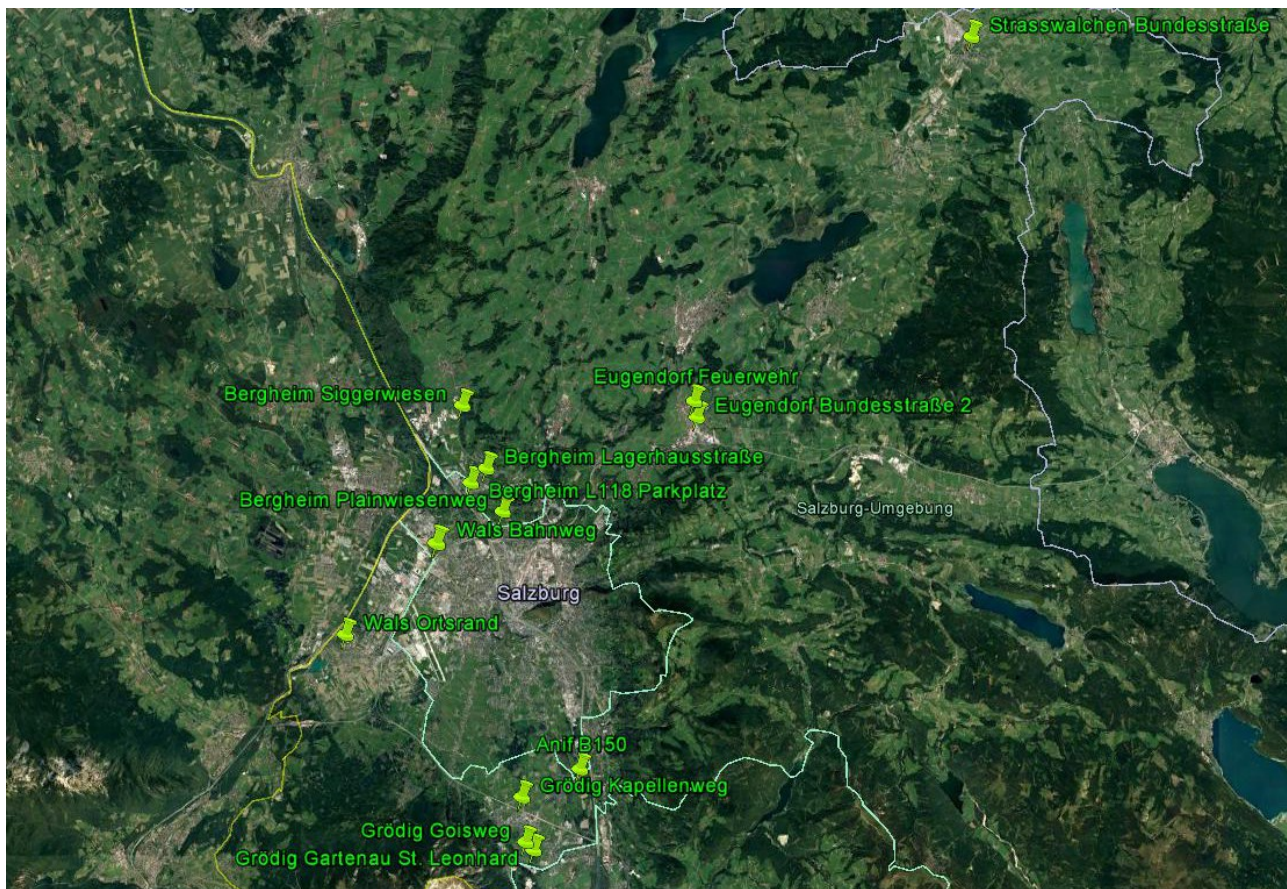 Strasswalchen Bundesstraße
Eugendorf Feuerwehr
Bergheim Siggerwiesen
Eugendorf Bundesstraße 2
Bergheim Lagerhausstraße
Bergheim L118 Parkplatz
Bergheim Plainwiesenweg
Salzburg-Umgebung
Wals Bahnweg
Salzburg
Wals Ortsrand
Anif B150
Grödig Kapellenweg
Grödig Goisweg
Grödig Gartenau St. Leonhard